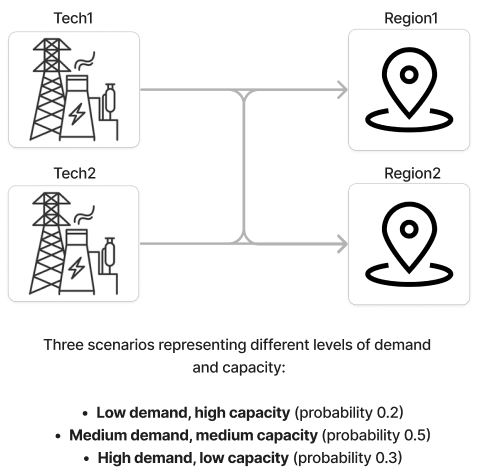 Tech1
Region1
Tech2
Region2
Three scenarios representing different levels of demand
and capacity:
• Low demand, high capacity (probability 0.2)
• Medium demand, medium capacity (probability 0.5)
• High demand, low capacity (probability 0.3)